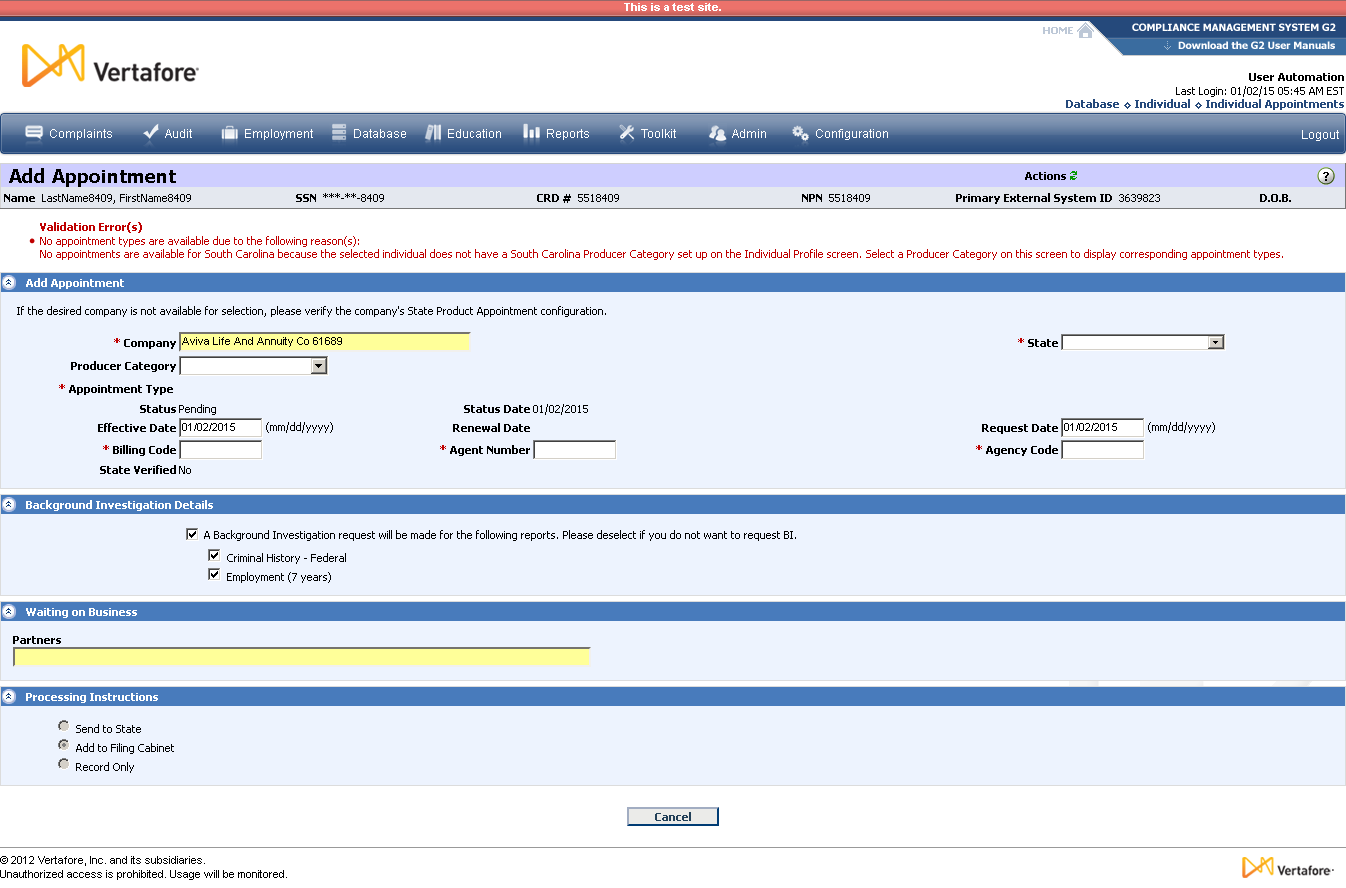 This is a test site.
HOME
COMPLIANCE MANAGEMENT SYSTEM G2
Download the G2 User Manuals
Vertafore
User Automation
Last Login: 01/02/15 05:45 AM EST
Database Individual Individual Appointments
Complaints Audit Employment Database Education Reports Toolkit Admin Configuration Logout
Add Appointment Actions ?
Name LastName8409, FirstName8409 SSN ***-**-8409 CRD # 5518409 NPN 5518409 Primary External System ID 3639823 D.O.B.
Validation Error(s)
• No appointment types are available due to the following reason(s):
No appointments are available for South Carolina because the selected individual does not have a South Carolina Producer Category set up on the Individual Profile screen. Select a Producer Category on this screen to display corresponding appointment types.
Add Appointment
If the desired company is not available for selection, please verify the company's State Product Appointment configuration.
* Company Aviva Life And Annuity Co 61689 * State
Producer Category
* Appointment Type
Status Pending Status Date 01/02/2015
Effective Date 01/02/2015 (mm/dd/yyyy) Renewal Date Request Date 01/02/2015 (mm/dd/yyyy)
* Billing Code * Agent Number * Agency Code
State Verified No
Background Investigation Details
A Background Investigation request will be made for the following reports. Please deselect if you do not want to request BI.
Criminal History - Federal
Employment (7 years)
Waiting on Business
Partners
Processing Instructions
Send to State
Add to Filing Cabinet
Record Only
Cancel
© 2012 Vertafore, Inc. and its subsidiaries.
Unauthorized access is prohibited. Usage will be monitored.
Vertafore